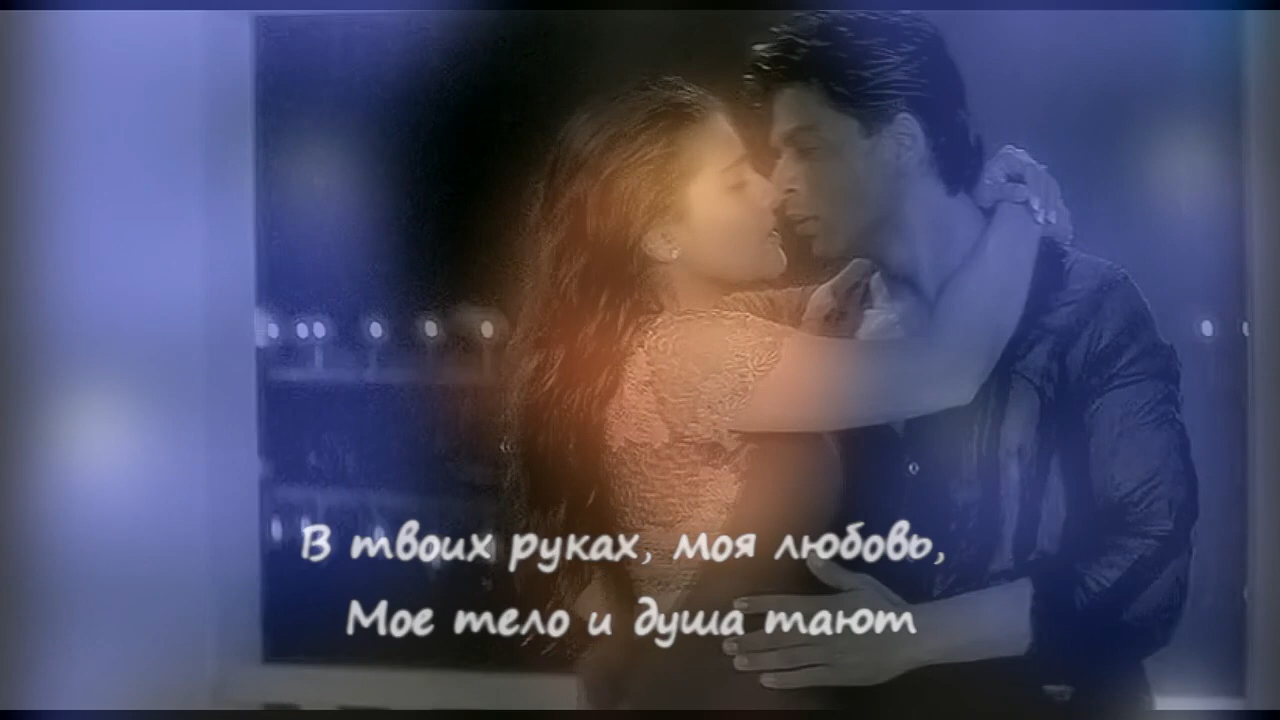 В твоих руках, моя любовь,
Мое тело и душа тают